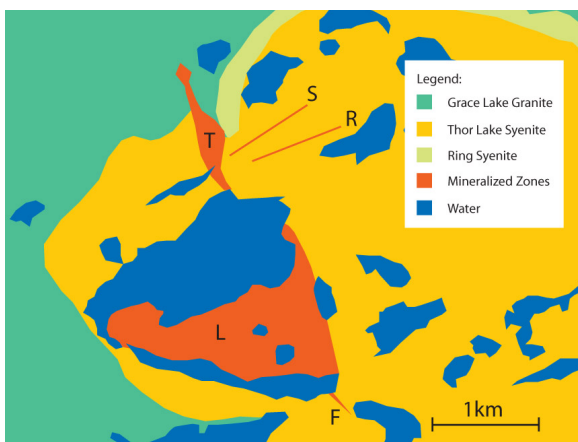 S
R
T
Legend:
Grace Lake Granite
Thor Lake Syenite
Ring Syenite
Mineralized Zones
Water
L
F
1km